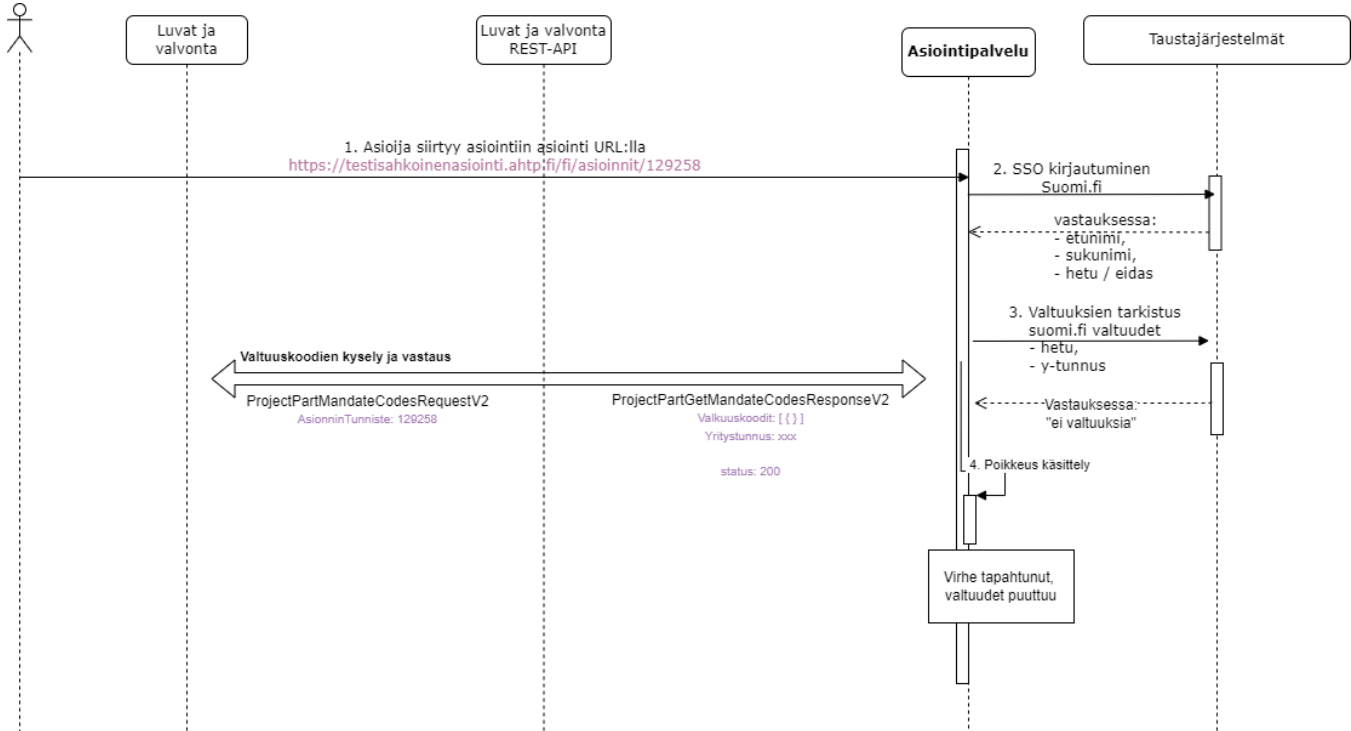 Luvat ja
valvonta
Luvat ja valvonta
REST-API
Asiointipalvelu
Taustajärjestelmät
1. Asioija siirtyy asiointiin asiointi URL:lla
https://testisahkoinenasiointi.ahtp.fi/fi/asioinnit/129258
2. SSO kirjautuminen
Suomi.fi
vastauksessa:
- etunimi,
- sukunimi,
- hetu / eidas
3. Valtuuksien tarkistus
suomi.fi valtuudet
- hetu,
- y-tunnus
Valtuuskoodien kysely ja vastaus
ProjectPartMandateCodesRequestV2
AsionninTunniste: 129258
ProjectPartGetMandateCodesResponseV2
Valkuuskoodit: [ { } ]
Yritystunnus: xxx
status: 200
Vastauksessa:
"ei valtuuksia"
4. Poikkeus käsittely
Virhe tapahtunut,
valtuudet puuttuu